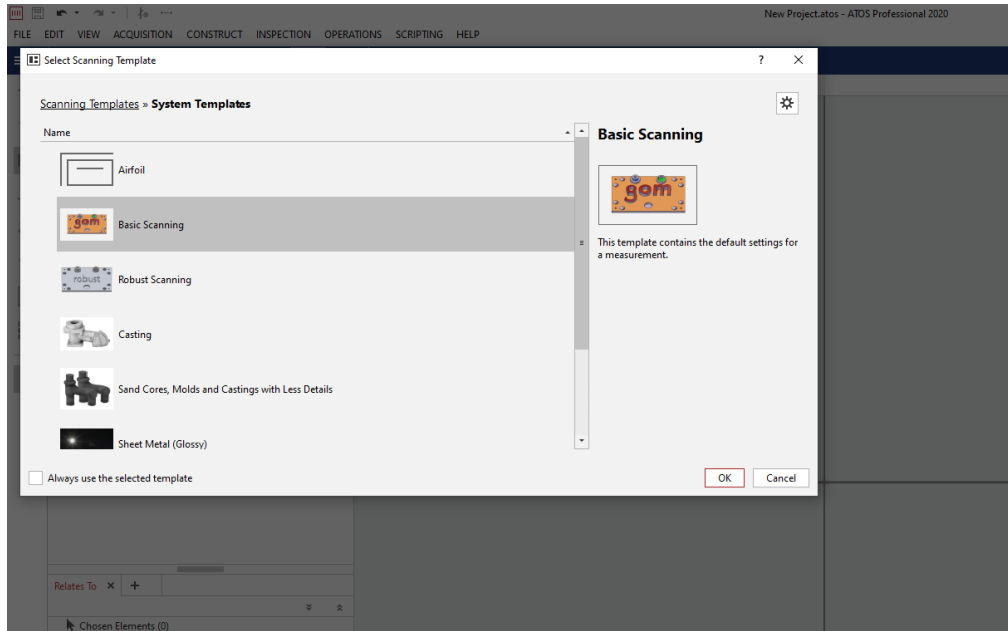 New Project.atos - ATOS Professional 2020
FILE EDIT VIEW ACQUISITION CONSTRUCT INSPECTION OPERATIONS SCRIPTING HELP
Select Scanning Template
?
Scanning Templates » System Templates
Name
Airfoil
gom
Basic Scanning
robust
Robust Scanning
Casting
Sand Cores, Molds and Castings with Less Details
Sheet Metal (Glossy)
Basic Scanning
gom
This template contains the default settings for
a measurement.
Always use the selected template
OK
Cancel
Relates To
Chosen Elements (0)